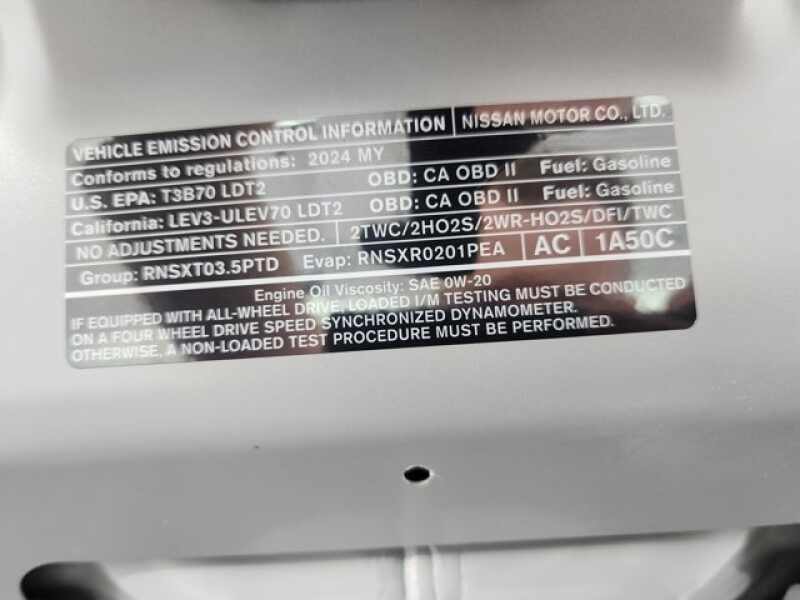 VEHICLE EMISSION CONTROL INFORMATION NISSAN MOTOR CO., LTD.
Conforms to regulations: 2024 MY
U.S. EPA: T3B70 LDT2 OBD: CA OBD II Fuel: Gasoline
California: LEV3-ULEV70 LDT2 OBD: CA OBD II Fuel: Gasoline
NO ADJUSTMENTS NEEDED. 2TWC/2HO2S/2WR-HO2S/DFI/TWC
Group: RNSXT03.5PTD Evap: RNSXR0201PEA AC 1A50C
Engine Oil Viscosity: SAE 0W-20
IF EQUIPPED WITH ALL-WHEEL DRIVE, LOADED I/M TESTING MUST BE CONDUCTED
ON A FOUR WHEEL DRIVE SPEED SYNCHRONIZED DYNAMOMETER.
OTHERWISE, A NON-LOADED TEST PROCEDURE MUST BE PERFORMED.